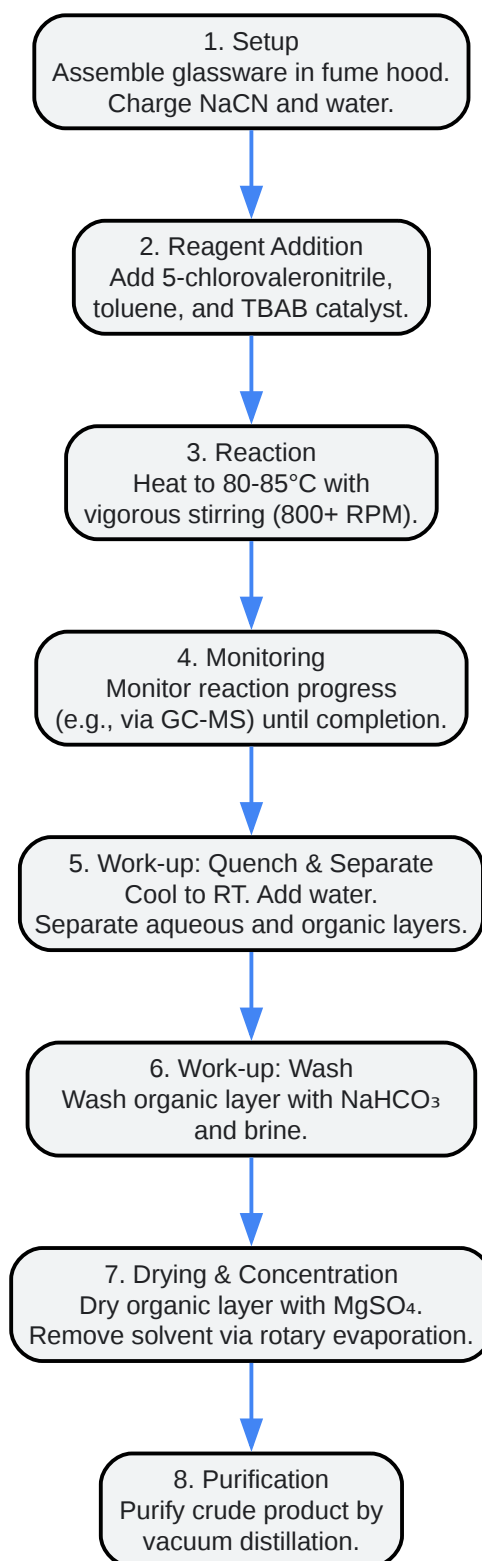 1. Setup
Assemble glassware in fume hood.
Charge NaCN and water.
2. Reagent Addition
Add 5-chlorovaleronitrile,
toluene, and TBAB catalyst.
3. Reaction
Heat to 80-85°C with
vigorous stirring (800+ RPM).
4. Monitoring
Monitor reaction progress
(e.g., via GC-MS) until completion.
5. Work-up: Quench & Separate
Cool to RT. Add water.
Separate aqueous and organic layers.
6. Work-up: Wash
Wash organic layer with NaHCO₃
and brine.
7. Drying & Concentration
Dry organic layer with MgSO₄.
Remove solvent via rotary evaporation.
8. Purification
Purify crude product by
vacuum distillation.